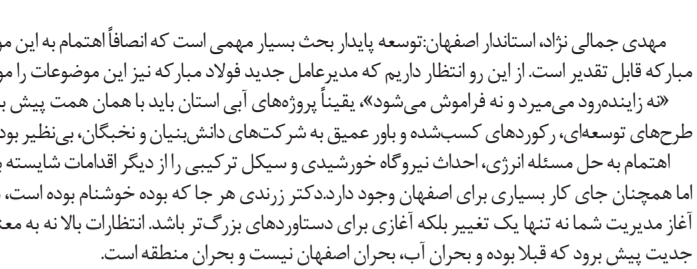 مهدی جمالی نژاد، استاندار اصفهان:توسعه پایدار بحث بسیار مهمی است که انصافاً اهتمام به این
مبارکه قابل تقدیر است. از این رو انتظار داریم که مدیرعامل جدید فولاد مبارکه نیز این موضوعات را
«نه زاینده‌رود می‌میرد و نه فراموش می‌شود»، یقیناً پروژه‌های آبی استان باید با همان همت پیش
طرح‌های توسعه‌ای، رکوردهای کسب‌شده و باور عمیق به شرکت‌های دانش‌بنیان و نخبگان، بی‌نظیر
اهتمام به حل مسئله انرژی، احداث نیروگاه خورشیدی و سیکل ترکیبی را از دیگر اقدامات شایسته
اما همچنان جای کار بسیاری برای اصفهان وجود دارد.دکتر زرندی هر جا که بوده خوشنام بوده است،
آغاز مدیریت شما نه تنها یک تغییر بلکه آغازی برای دستاوردهای بزرگ‌تر باشد. انتظارات بالا نه به
جدیت پیش برود که قبلا بوده و بحران آب، بحران اصفهان نیست و بحران منطقه است.